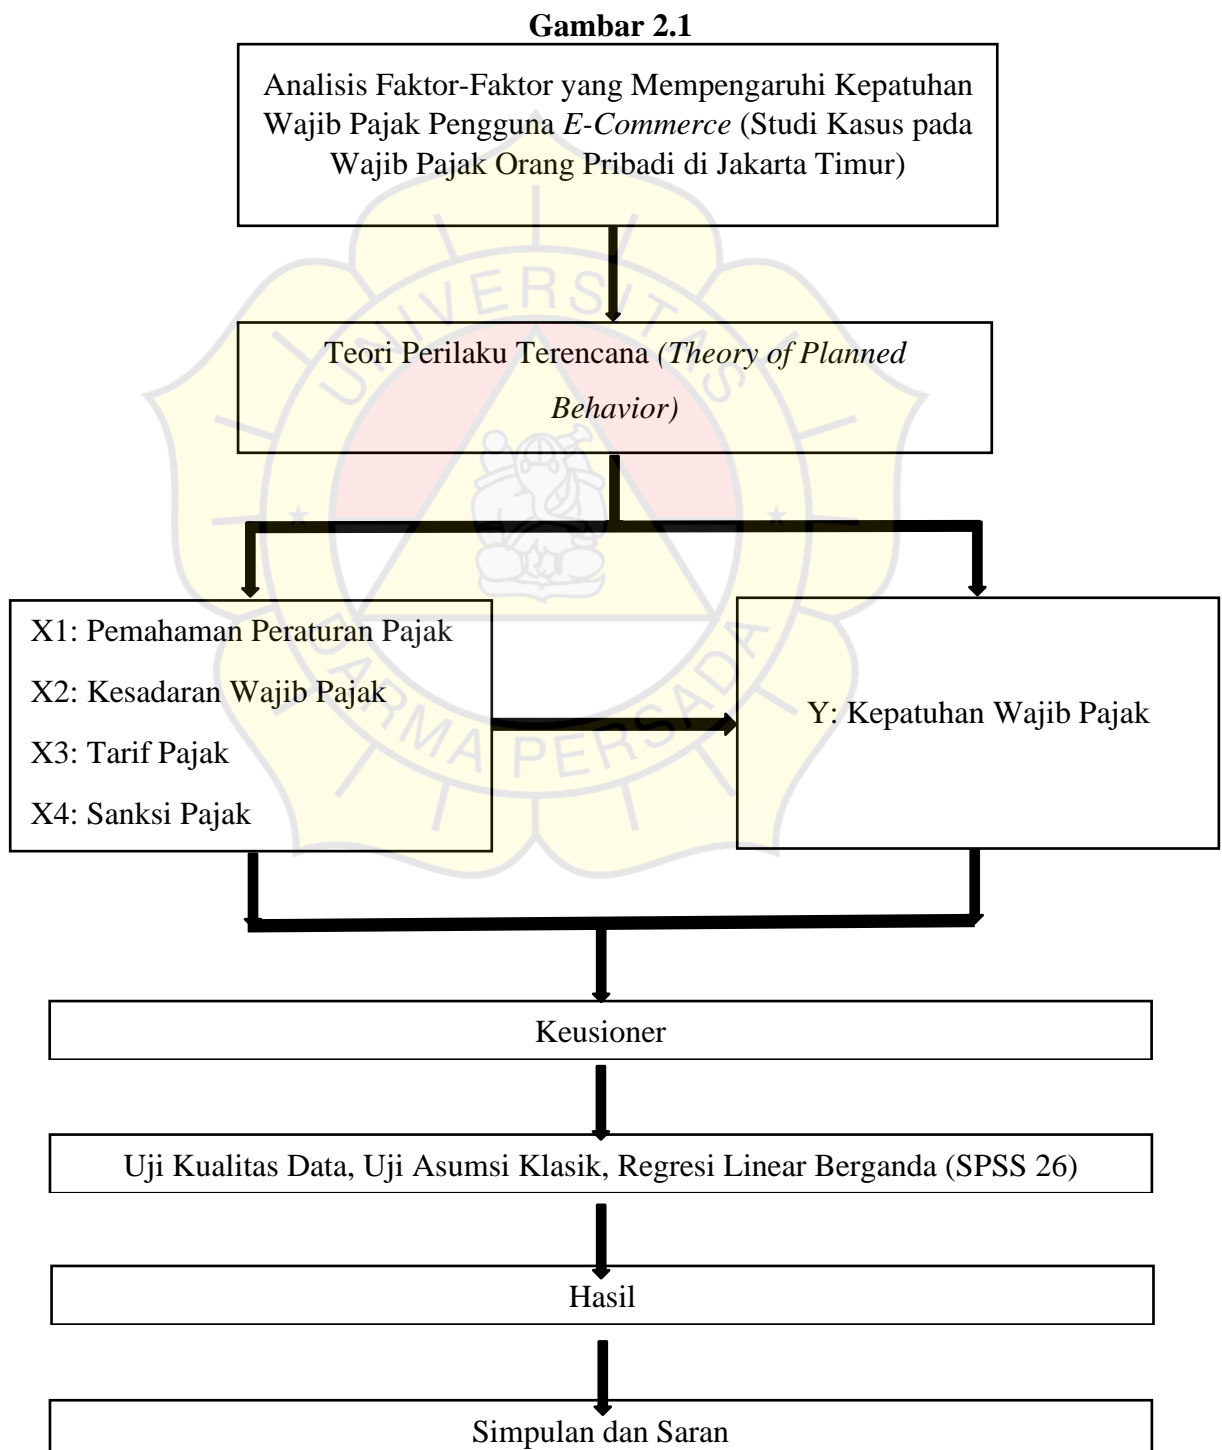 Gambar 2.1
Analisis Faktor-Faktor yang Mempengaruhi Kepatuhan
Wajib Pajak Pengguna E-Commerce (Studi Kasus pada
Wajib Pajak Orang Pribadi di Jakarta Timur)
UNIVERSITAS
Teori Perilaku Terencana (Theory of Planned
Behavior)
X1: Pemahaman Peraturan Pajak
X2: Kesadaran Wajib Pajak
X3: Tarif Pajak
X4: Sanksi Pajak
Y: Kepatuhan Wajib Pajak
DARMA PERSADA
Keusioner
Uji Kualitas Data, Uji Asumsi Klasik, Regresi Linear Berganda (SPSS 26)
Hasil
Simpulan dan Saran